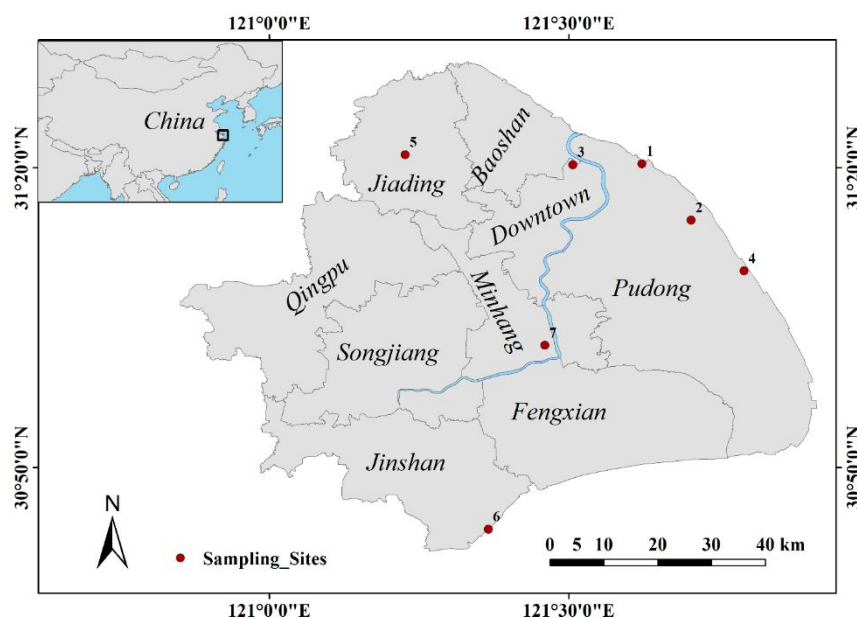 121°0'0"E
121°30'0"E
China
31°20'0"N
31°20'0"N
Baoshan
5
Jiading
3
1
Downtown
2
4
Qingpu
Minhang
Pudong
Songjiang
7
Fengxian
30°50'0"N
30°50'0"N
Jinshan
6
N
Sampling_Sites
0 5 10 20 30 40 km
121°0'0"E
121°30'0"E